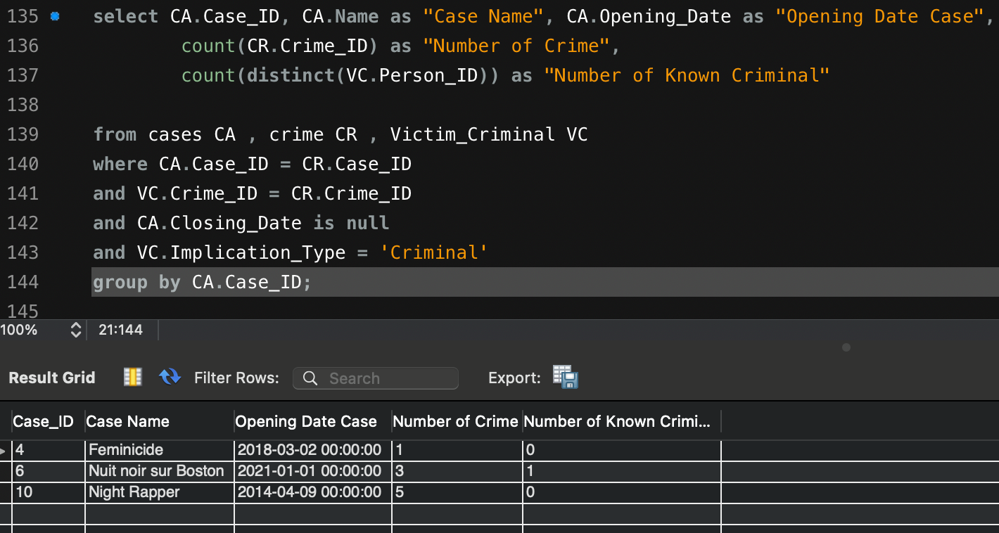 135 select CA.Case_ID, CA.Name as "Case Name", CA.Opening_Date as "Opening Date Case",
136 count(CR.Crime_ID) as "Number of Crime",
137 count(distinct(VC.Person_ID)) as "Number of Known Criminal"
138
139 from cases CA , crime CR , Victim_Criminal VC
140 where CA.Case_ID = CR.Case_ID
141 and VC.Crime_ID = CR.Crime_ID
142 and CA.Closing_Date is null
143 and VC.Implication_Type = 'Criminal'
144 group by CA.Case_ID;
145
100% 21:144
Result Grid Filter Rows: Search Export:
Case_ID Case Name Opening Date Case Number of Crime Number of Known Crimi...
4 Feminicide 2018-03-02 00:00:00 1 0
6 Nuit noir sur Boston 2021-01-01 00:00:00 3 1
10 Night Rapper 2014-04-09 00:00:00 5 0